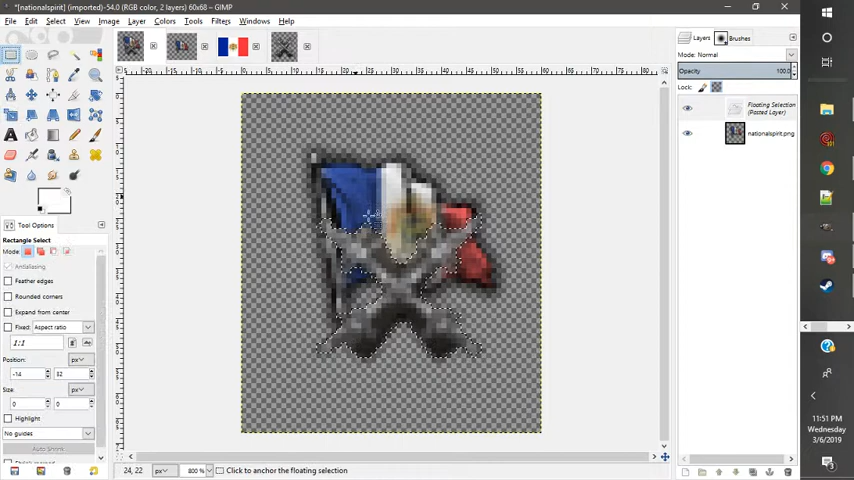 *[nationalspirit] (imported)-54.0 (RGB color, 2 layers) 60x68 – GIMP
File Edit Select View Image Layer Colors Tools Filters Windows Help
Layers Brushes
Mode: Normal
Opacity 100.0
Lock:
Floating Selection
(Pasted Layer)
nationalspirit.png
Tool Options
Rectangle Select
Mode:
Antialiasing
Feather edges
Rounded corners
Expand from center
Fixed: Aspect ratio
1:1
Position: px
-14 32
Size: px
0 0
Highlight
No guides
Auto Shrink
24, 22 px 800 % Click to anchor the floating selection
11:51 PM
Wednesday
3/6/2019
3